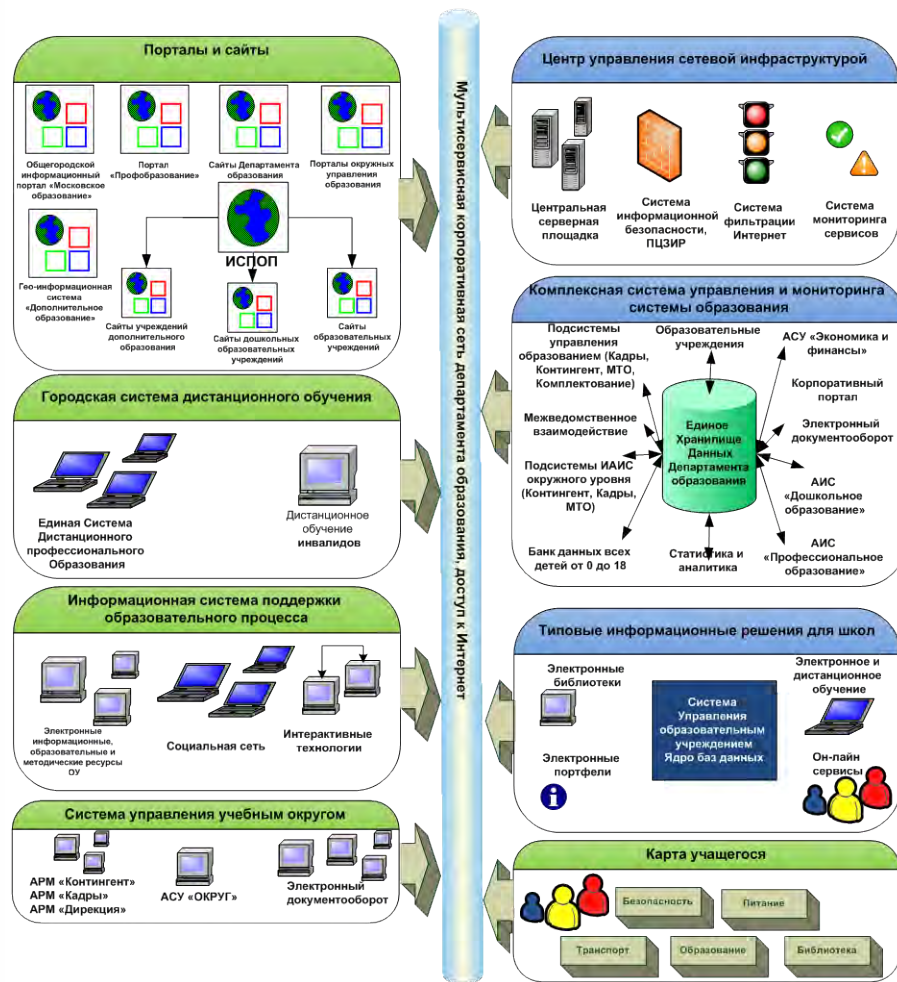 Порталы и сайты
Общегородской
информационный
портал «Московское
образование»
Портал
«Профобразование»
Сайты Департамента
образования
Порталы окружных
управления
образования
Гео-информационная
система
«Дополнительное
образование»
ИСПОП
Сайты учреждений
дополнительного
образования
Сайты дошкольных
образовательных
учреждений
Сайты
образовательных
учреждений
Городская система дистанционного обучения
Единая Система
Дистанционного
профессионального
Образования
Дистанционное
обучение
инвалидов
Информационная система поддержки
образовательного процесса
Электронные
информационные,
образовательные и
методические ресурсы
ОУ
Социальная сеть
Интерактивные
технологии
Система управления учебным округом
АРМ «Контингент»
АРМ «Кадры»
АРМ «Дирекция»
АСУ «ОКРУГ»
Электронный
документооборот
Мультисервисная корпоративная сеть департамента образования, доступ к Интернет
Центр управления сетевой инфраструктурой
Центральная
серверная
площадка
Система
информационной
безопасности,
ПЦЗИР
Система
фильтрации
Интернет
Система
мониторинга
сервисов
Комплексная система управления и мониторинга
системы образования
Подсистемы
управления
образованием (Кадры,
Контингент, МТО,
Комплектование)
Образовательные
учреждения
АСУ «Экономика и
финансы»
Корпоративный
портал
Межведомственное
взаимодействие
Единое
Хранилище
Данных
Департамента
образования
Электронный
документооборот
Подсистемы ИАИС
окружного уровня
(Контингент, Кадры,
МТО)
АИС
«Дошкольное
образование»
Банк данных всех
детей от 0 до 18
Статистика и
аналитика
АИС
«Профессиональное
образование»
Типовые информационные решения для школ
Электронные
библиотеки
Электронное и
дистанционное
обучение
Система
Управления
образовательным
учреждением
Ядро баз данных
Электронные
портфели
Он-лайн
сервисы
i
Карта учащегося
Безопасность
Питание
Транспорт
Образование
Библиотека